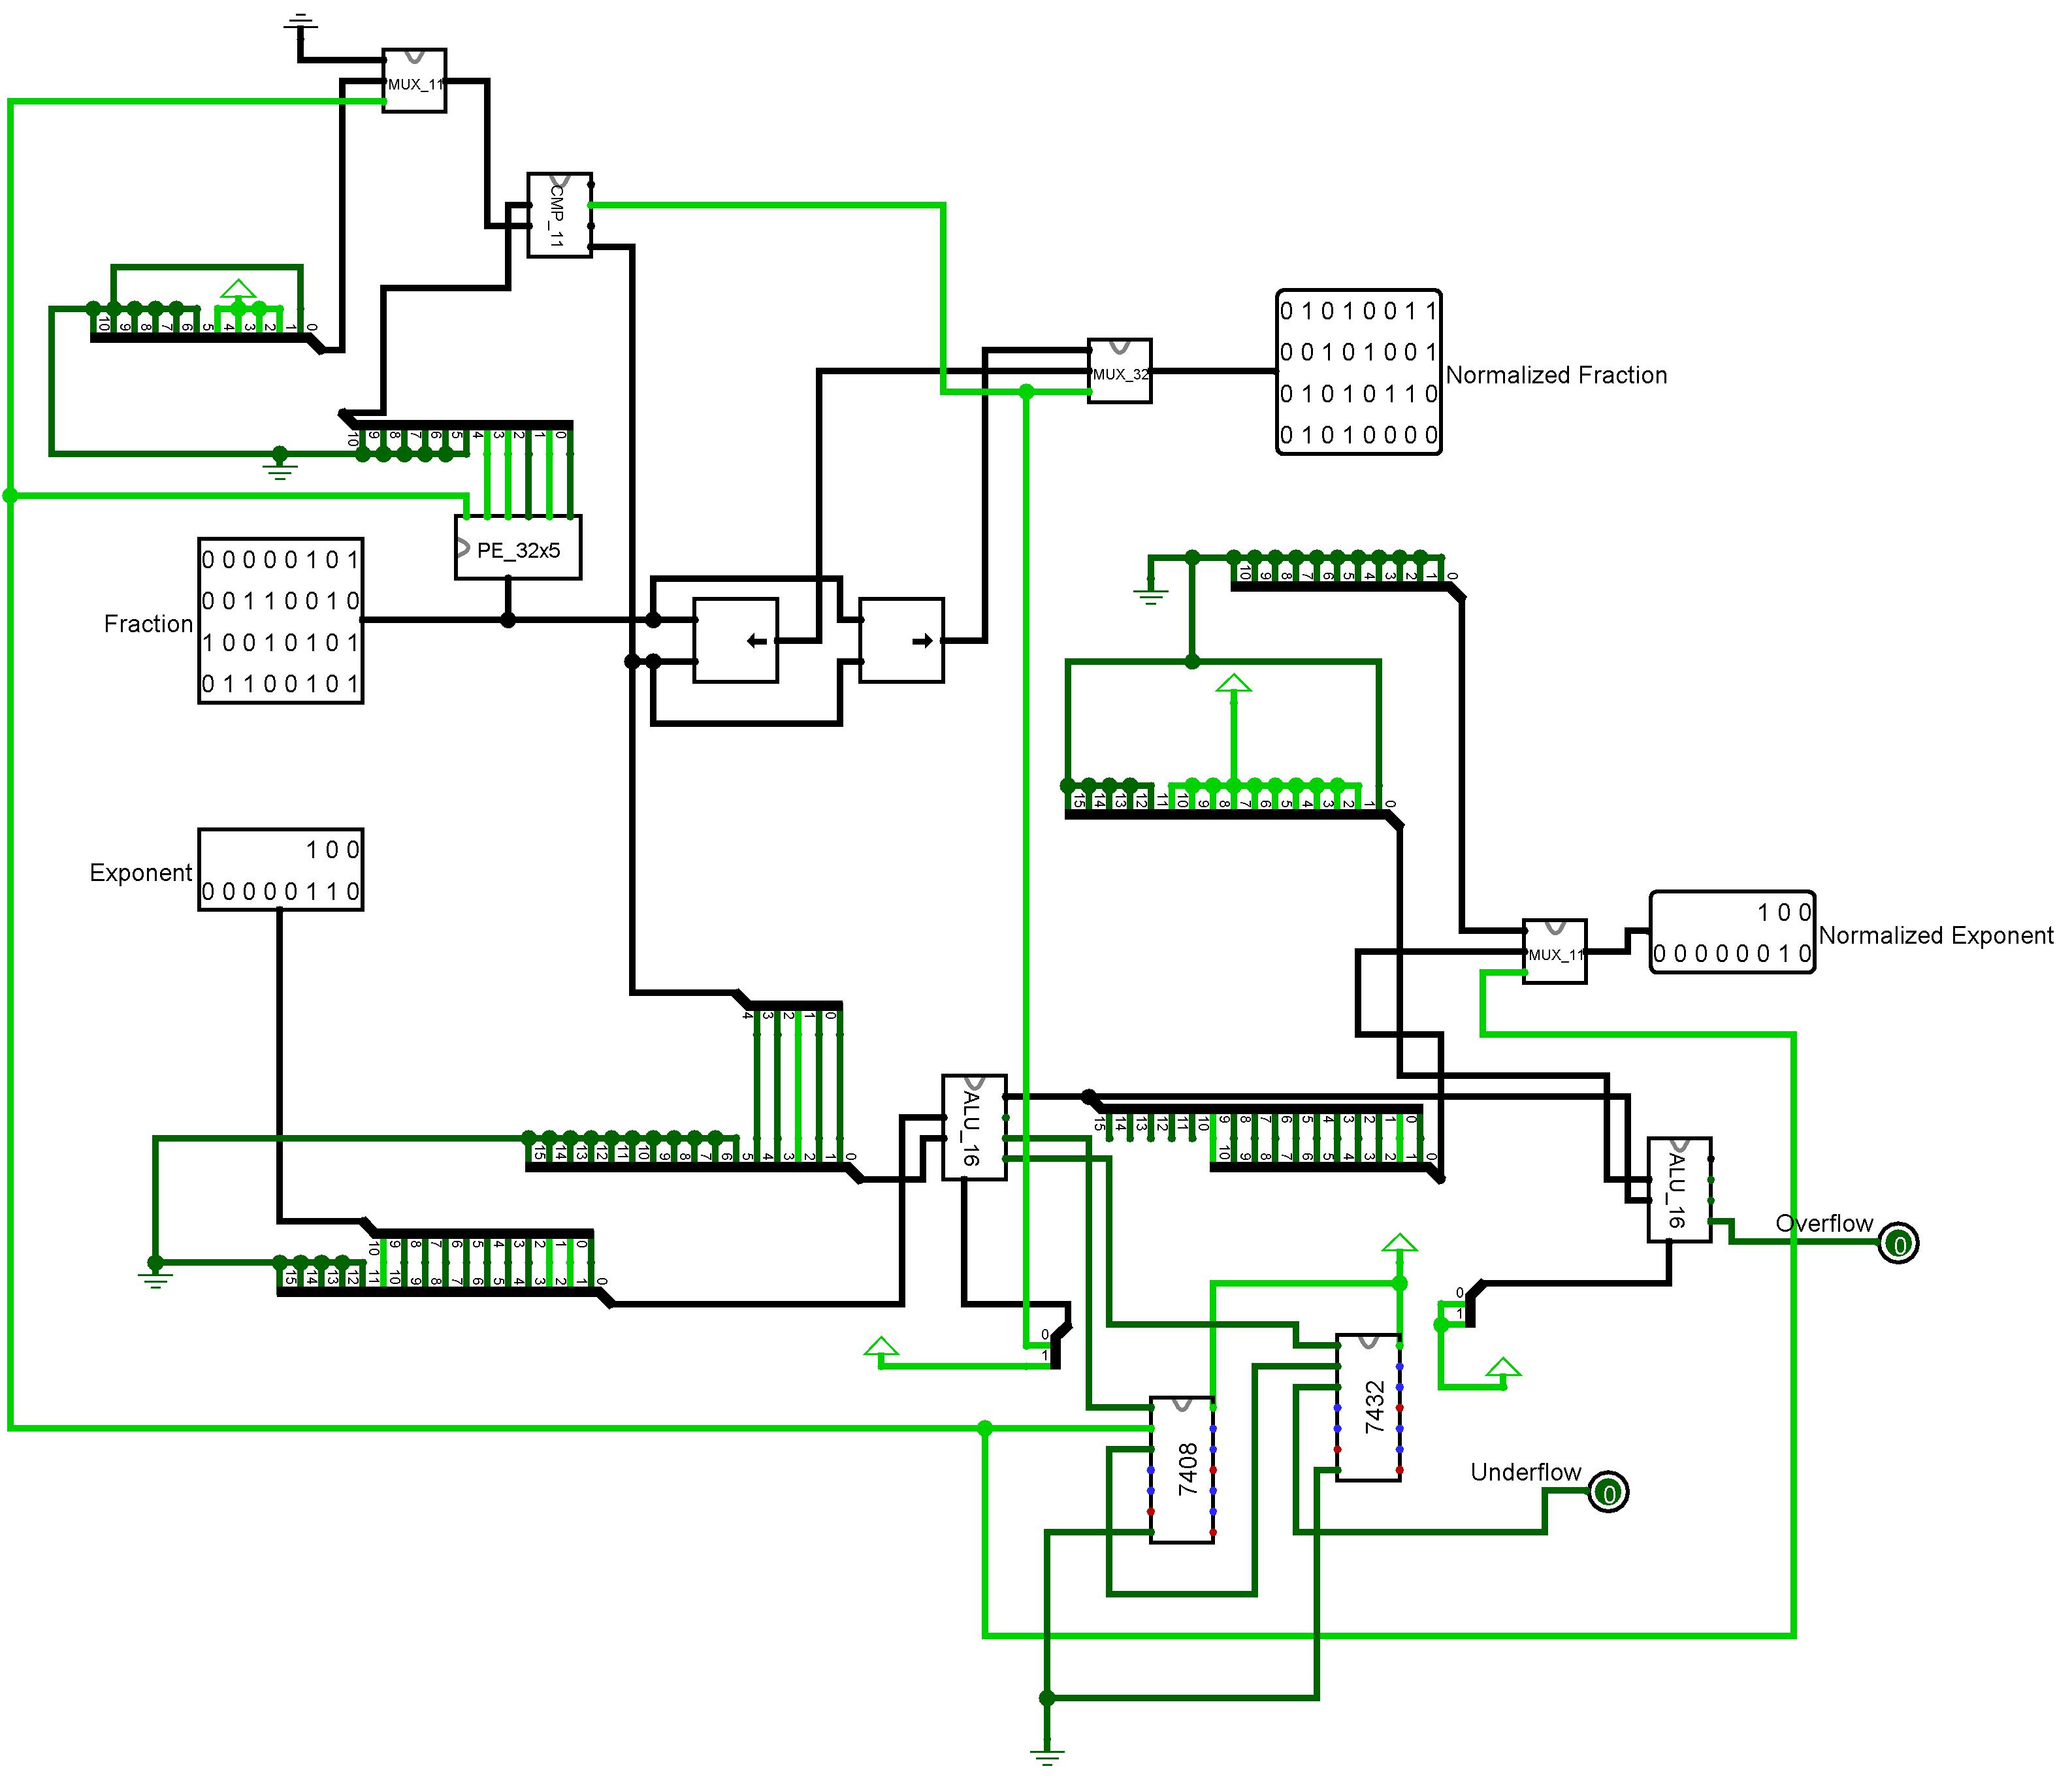 MUX_11
CMP_11
10 9 8 7 6 5 4 3 2 1 0
0 1 0 1 0 0 1 1
0 0 1 0 1 0 0 1
0 1 0 1 0 1 1 0
0 1 0 1 0 0 0 0
Normalized Fraction
MUX_32
10 9 8 7 6 5 4 3 2 1 0
PE_32x5
Fraction
0 0 0 0 0 1 0 1
0 0 1 1 0 0 1 0
1 0 0 1 0 1 0 1
0 1 1 0 0 1 0 1
10 9 8 7 6 5 4 3 2 1 0
15 14 13 12 11 10 9 8 7 6 5 4 3 2 1 0
Exponent
1 0 0
0 0 0 0 0 1 1 0
1 0 0
0 0 0 0 0 0 1 0
Normalized Exponent
MUX_11
4 3 2 1 0
ALU_16
15 14 13 12 11 10 9 8 7 6 5 4 3 2 1 0
15 14 13 12 11 10 9 8 7 6 5 4 3 2 1 0
10 9 8 7 6 5 4 3 2 1 0
ALU_16
Overflow
0
10 9 8 7 6 5 4 3 2 1 0
15 14 13 12 11 10 9 8 7 6 5 4 3 2 1 0
0
1
0
1
7432
7408
Underflow
0